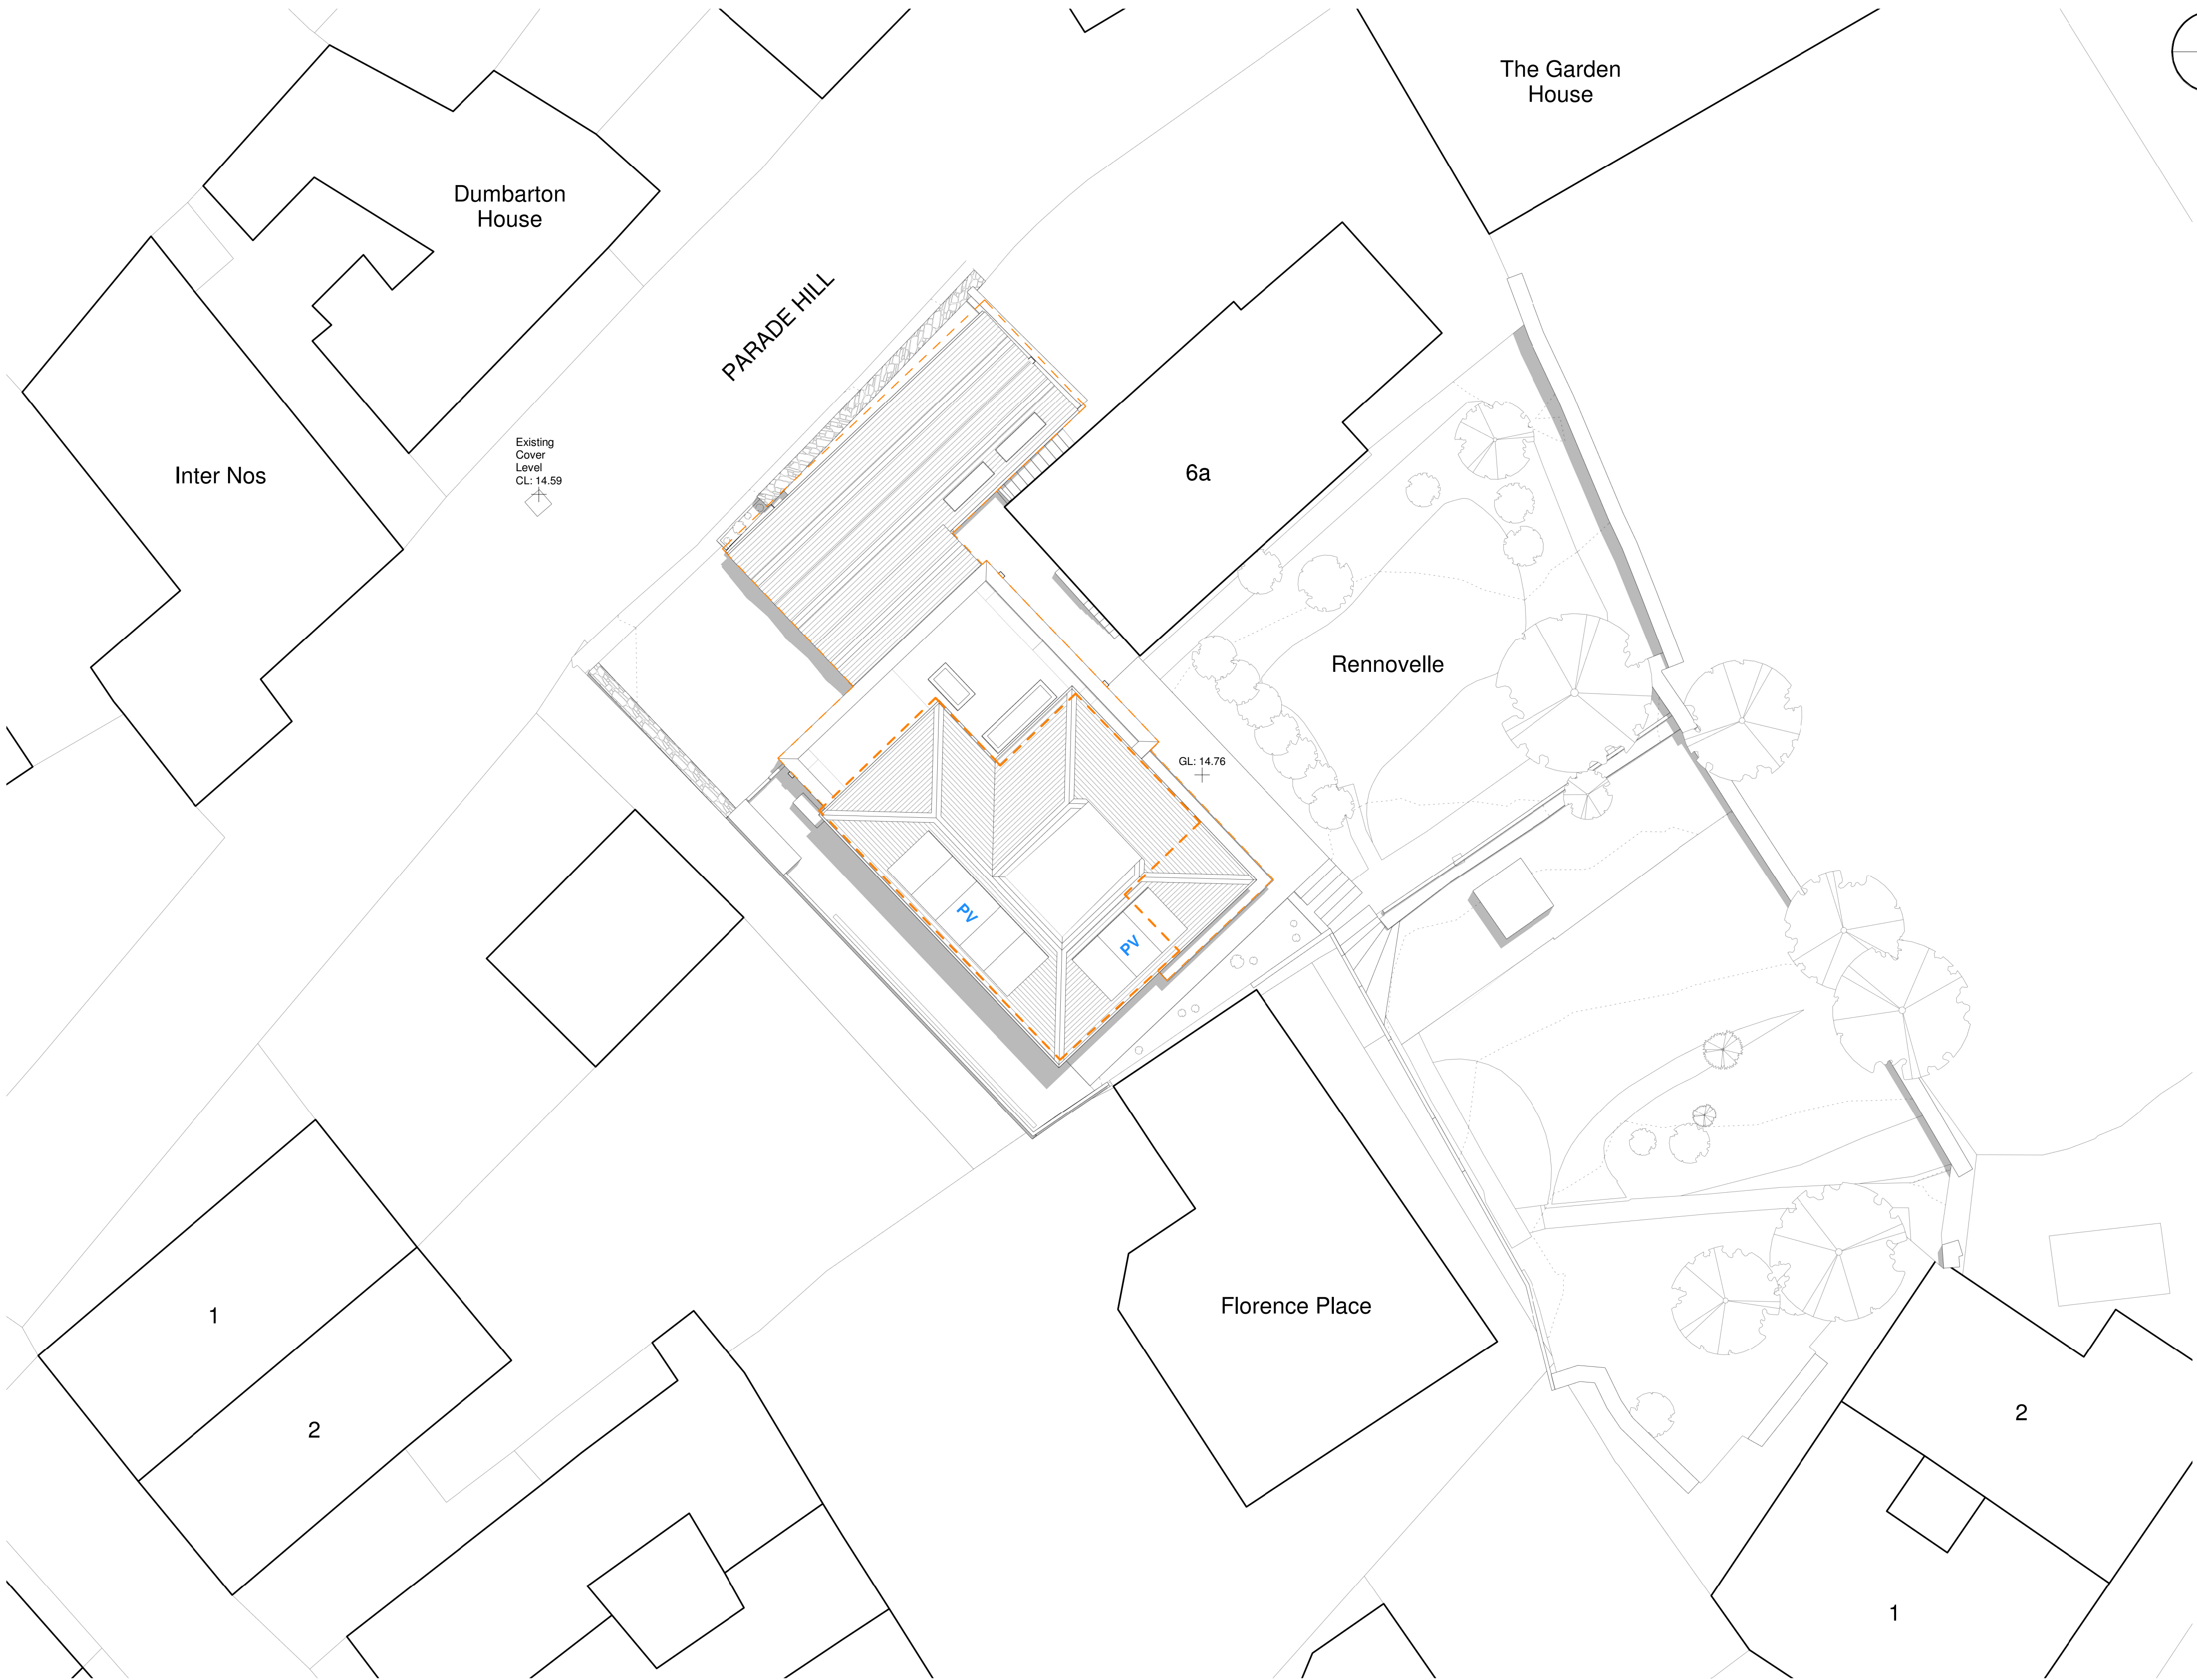 The Garden
House
Dumbarton
House
PARADE HILL
Existing
Cover
Level
CL: 14.59
Inter Nos
6a
Rennovelle
GL: 14.76
PV
PV
Florence Place
1
2
2
1